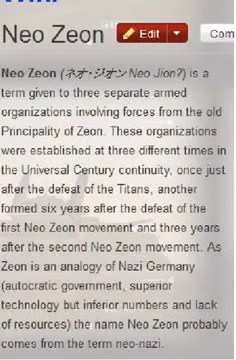 Neo Zeon Edit Com
Neo Zeon (ネオ・ジオン Neo Jion?) is a
term given to three separate armed
organizations involving forces from the old
Principality of Zeon. These organizations
were established at three different times in
the Universal Century continuity, once just
after the defeat of the Titans, another
formed six years after the defeat of the
first Neo Zeon movement and three years
after the second Neo Zeon movement. As
Zeon is an analogy of Nazi Germany
(autocratic government, superior
technology but inferior numbers and lack
of resources) the name Neo Zeon probably
comes from the term neo-nazi.